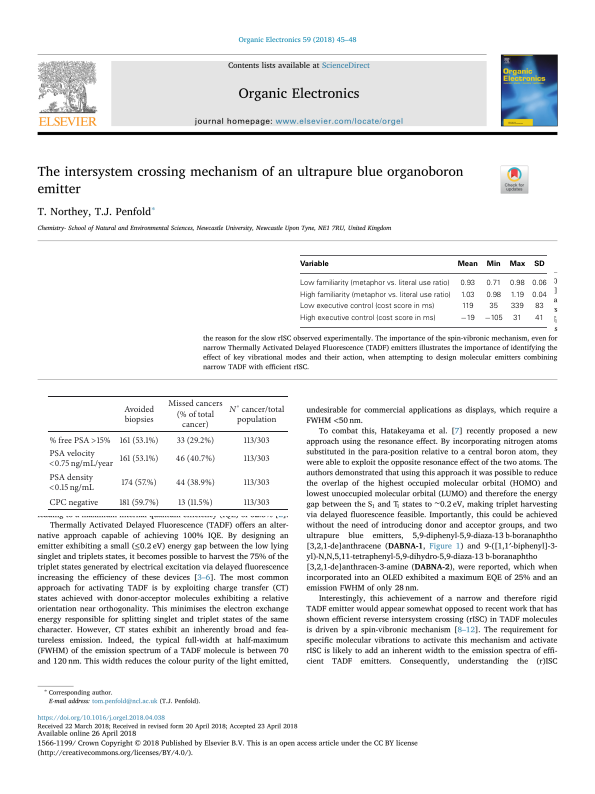 Organic Electronics 59 (2018) 45–48
Contents lists available at ScienceDirect
Organic Electronics
journal homepage: www.elsevier.com/locate/orgel
ELSEVIER
Organic
Electronics
The intersystem crossing mechanism of an ultrapure blue organoboron
emitter
Check for
updates
T. Northey, T.J. Penfold*
Chemistry- School of Natural and Environmental Sciences, Newcastle University, Newcastle Upon Tyne, NE1 7RU, United Kingdom
Variable Mean Min Max SD
Low familiarity (metaphor vs. literal use ratio) 0.93 0.71 0.98 0.06
High familiarity (metaphor vs. literal use ratio) 1.03 0.98 1.19 0.04
Low executive control (cost score in ms) 119 35 339 83
High executive control (cost score in ms) −19 −105 31 41
the reason for the slow rISC observed experimentally. The importance of the spin-vibronic mechanism, even for
narrow Thermally Activated Delayed Fluorescence (TADF) emitters illustrates the importance of identifying the
effect of key vibrational modes and their action, when attempting to design molecular emitters combining
narrow TADF with efficient rISC.
Avoided
biopsies
Missed cancers
(% of total
cancer)
N° cancer/total
population
% free PSA >15% 161 (53.1%) 33 (29.2%) 113/303
PSA velocity
<0.75 ng/mL/year
161 (53.1%) 46 (40.7%) 113/303
PSA density
<0.15 ng/mL
174 (57.%) 44 (38.9%) 113/303
CPC negative 181 (59.7%) 13 (11.5%) 113/303
Thermally Activated Delayed Fluorescence (TADF) offers an alter-
native approach capable of achieving 100% IQE. By designing an
emitter exhibiting a small (≤0.2 eV) energy gap between the low lying
singlet and triplets states, it becomes possible to harvest the 75% of the
triplet states generated by electrical excitation via delayed fluorescence
increasing the efficiency of these devices [3–6]. The most common
approach for activating TADF is by exploiting charge transfer (CT)
states achieved with donor-acceptor molecules exhibiting a relative
orientation near orthogonality. This minimises the electron exchange
energy responsible for splitting singlet and triplet states of the same
character. However, CT states exhibit an inherently broad and fea-
tureless emission. Indeed, the typical full-width at half-maximum
(FWHM) of the emission spectrum of a TADF molecule is between 70
and 120 nm. This width reduces the colour purity of the light emitted,
undesirable for commercial applications as displays, which require a
FWHM <50 nm.
To combat this, Hatakeyama et al. [7] recently proposed a new
approach using the resonance effect. By incorporating nitrogen atoms
substituted in the para-position relative to a central boron atom, they
were able to exploit the opposite resonance effect of the two atoms. The
authors demonstrated that using this approach it was possible to reduce
the overlap of the highest occupied molecular orbital (HOMO) and
lowest unoccupied molecular orbital (LUMO) and therefore the energy
gap between the S₁ and T₁ states to ~0.2 eV, making triplet harvesting
via delayed fluorescence feasible. Importantly, this could be achieved
without the need of introducing donor and acceptor groups, and two
ultrapure blue emitters, 5,9-diphenyl-5,9-diaza-13 b-boranaphtho
[3,2,1-de]anthracene (DABNA-1, Figure 1) and 9-([1,1′-biphenyl]-3-
yl)-N,N,5,11-tetraphenyl-5,9-dihydro-5,9-diaza-13 b-boranaphtho
[3,2,1-de]anthracen-3-amine (DABNA-2), were reported, which when
incorporated into an OLED exhibited a maximum EQE of 25% and an
emission FWHM of only 28 nm.
Interestingly, this achievement of a narrow and therefore rigid
TADF emitter would appear somewhat opposed to recent work that has
shown efficient reverse intersystem crossing (rISC) in TADF molecules
is driven by a spin-vibronic mechanism [8–12]. The requirement for
specific molecular vibrations to activate this mechanism and activate
rISC is likely to add an inherent width to the emission spectra of effi-
cient TADF emitters. Consequently, understanding the (r)ISC
* Corresponding author.
E-mail address: tom.penfold@ncl.ac.uk (T.J. Penfold).
https://doi.org/10.1016/j.orgel.2018.04.038
Received 22 March 2018; Received in revised form 20 April 2018; Accepted 23 April 2018
Available online 26 April 2018
1566-1199/ Crown Copyright © 2018 Published by Elsevier B.V. This is an open access article under the CC BY license
(http://creativecommons.org/licenses/BY/4.0/).